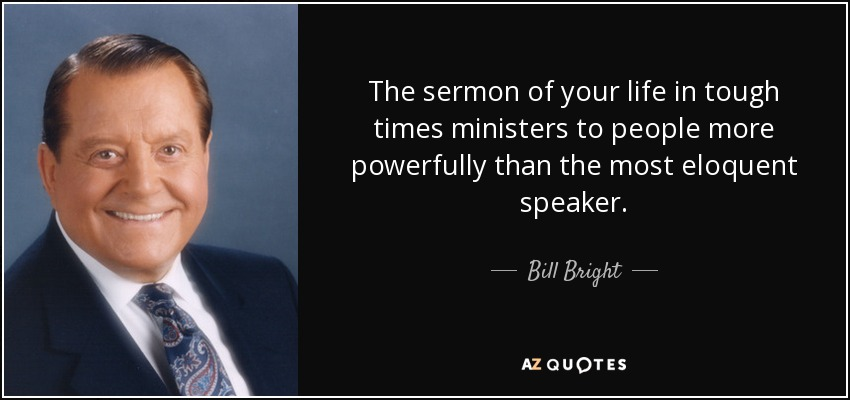 The sermon of your life in tough
times ministers to people more
powerfully than the most eloquent
speaker.
Bill Bright
AZ QUOTES